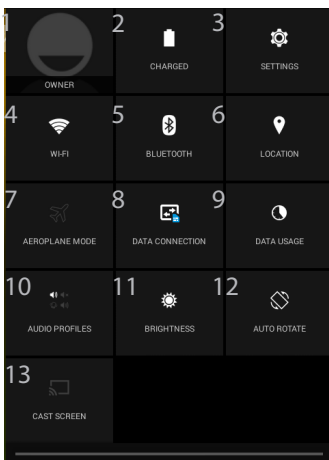 1
OWNER
2
CHARGED
3
SETTINGS
4
WI-FI
5
BLUETOOTH
6
LOCATION
7
AEROPLANE MODE
8
DATA CONNECTION
9
DATA USAGE
10
AUDIO PROFILES
11
BRIGHTNESS
12
AUTO ROTATE
13
CAST SCREEN